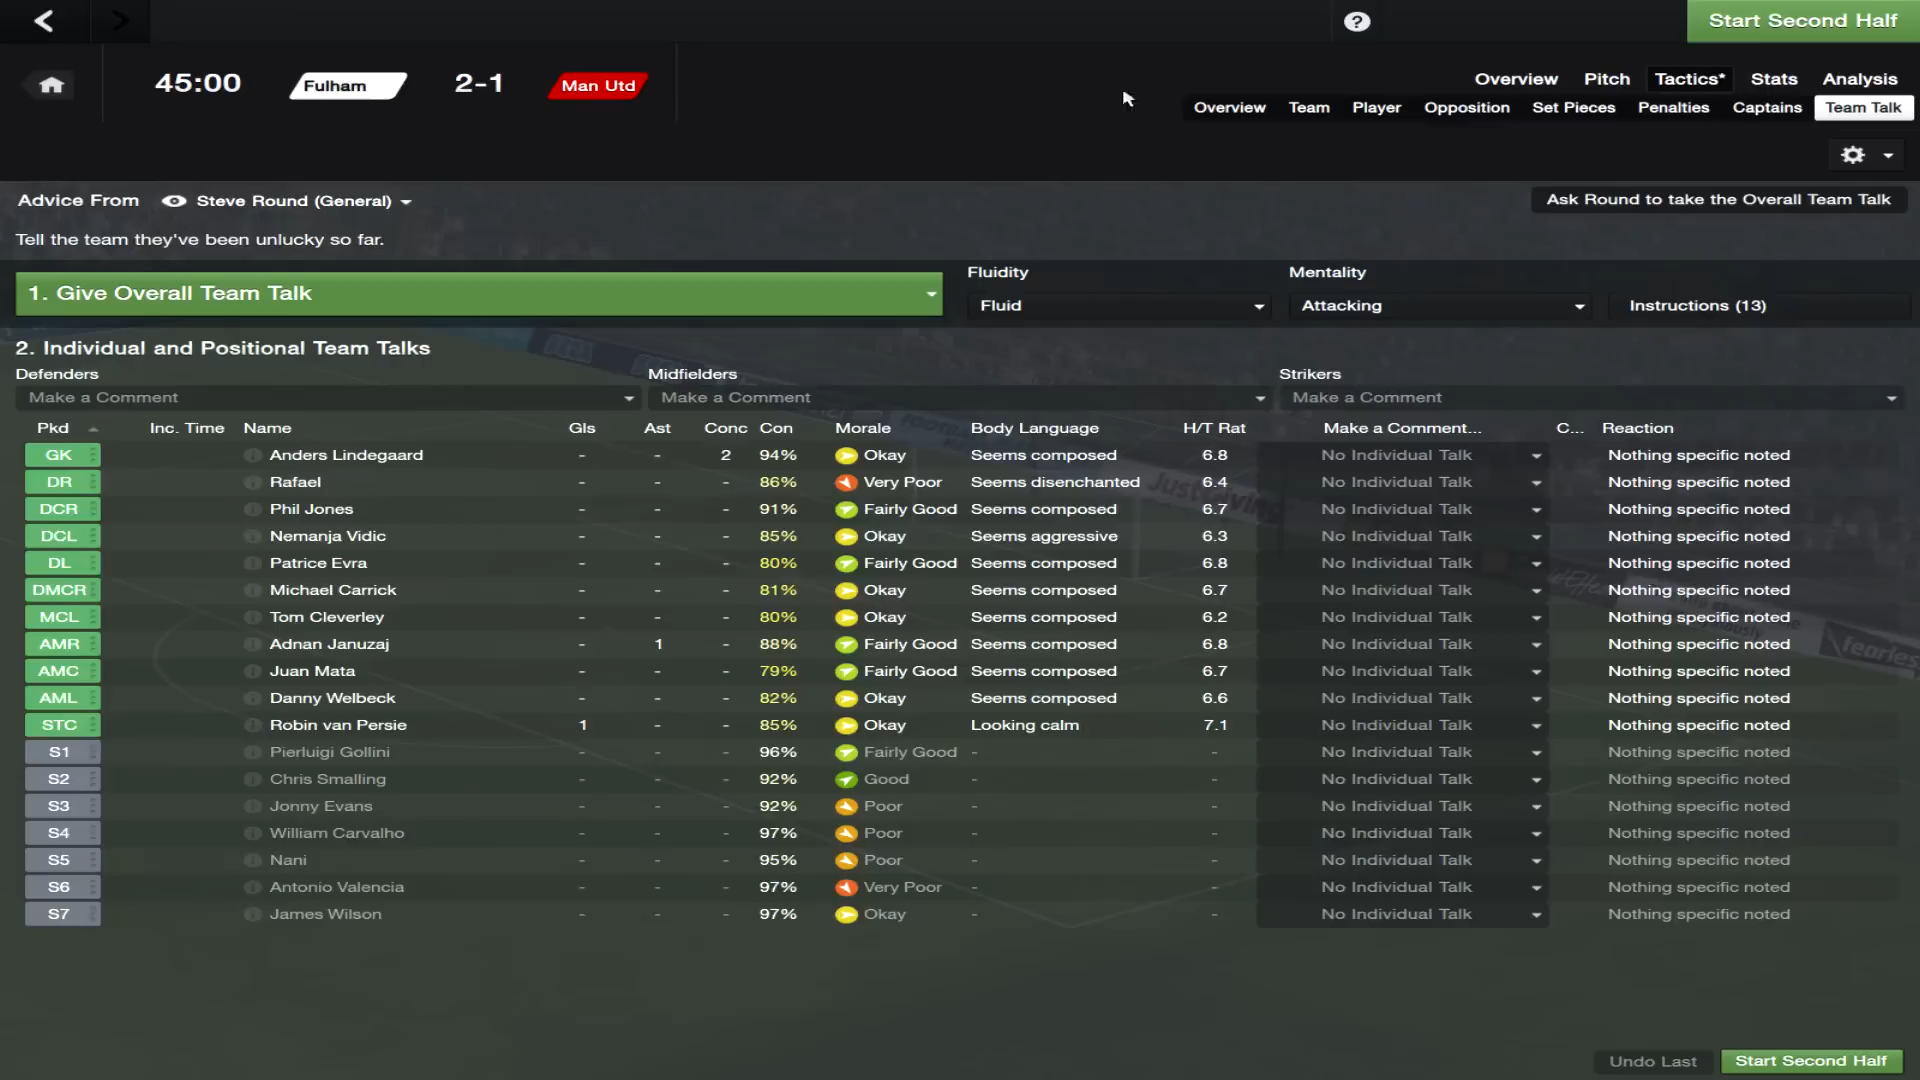 Start Second Half
45:00 Fulham 2-1 Man Utd
Overview Pitch Tactics* Stats Analysis
Overview Team Player Opposition Set Pieces Penalties Captains Team Talk
Advice From Steve Round (General) Ask Round to take the Overall Team Talk
Tell the team they've been unlucky so far.
Fluidity Mentality
1. Give Overall Team Talk Fluid Attacking Instructions (13)
2. Individual and Positional Team Talks
Defenders Midfielders Strikers
Make a Comment Make a Comment Make a Comment
Pkd Inc. Time Name Gls Ast Conc Con Morale Body Language H/T Rat Make a Comment... C... Reaction
GK Anders Lindegaard - - 2 94% Okay Seems composed 6.8 No Individual Talk Nothing specific noted
DR Rafael - - - 86% Very Poor Seems disenchanted 6.4 No Individual Talk Nothing specific noted
DCR Phil Jones - - - 91% Fairly Good Seems composed 6.7 No Individual Talk Nothing specific noted
DCL Nemanja Vidic - - - 85% Okay Seems aggressive 6.3 No Individual Talk Nothing specific noted
DL Patrice Evra - - - 80% Fairly Good Seems composed 6.8 No Individual Talk Nothing specific noted
DMCR Michael Carrick - - - 81% Okay Seems composed 6.7 No Individual Talk Nothing specific noted
MCL Tom Cleverley - - - 80% Okay Seems composed 6.2 No Individual Talk Nothing specific noted
AMR Adnan Januzaj - 1 - 88% Fairly Good Seems composed 6.8 No Individual Talk Nothing specific noted
AMC Juan Mata - - - 79% Fairly Good Seems composed 6.7 No Individual Talk Nothing specific noted
AML Danny Welbeck - - - 82% Okay Seems composed 6.6 No Individual Talk Nothing specific noted
STC Robin van Persie 1 - - 85% Okay Looking calm 7.1 No Individual Talk Nothing specific noted
S1 Pierluigi Gollini - - - 96% Fairly Good - - No Individual Talk Nothing specific noted
S2 Chris Smalling - - - 92% Good - - No Individual Talk Nothing specific noted
S3 Jonny Evans - - - 92% Poor - - No Individual Talk Nothing specific noted
S4 William Carvalho - - - 97% Poor - - No Individual Talk Nothing specific noted
S5 Nani - - - 95% Poor - - No Individual Talk Nothing specific noted
S6 Antonio Valencia - - - 97% Very Poor - - No Individual Talk Nothing specific noted
S7 James Wilson - - - 97% Okay - - No Individual Talk Nothing specific noted
Undo Last Start Second Half